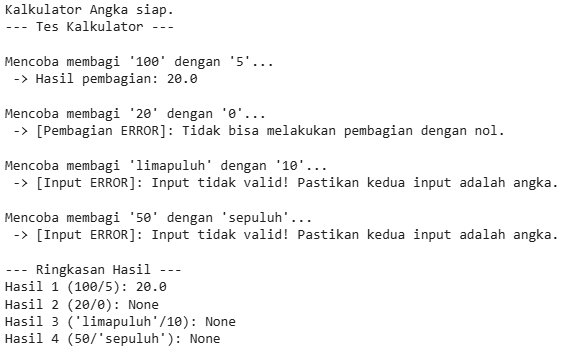 Kalkulator Angka siap.
--- Tes Kalkulator ---
Mencoba membagi '100' dengan '5'...
-> Hasil pembagian: 20.0
Mencoba membagi '20' dengan '0'...
-> [Pembagian ERROR]: Tidak bisa melakukan pembagian dengan nol.
Mencoba membagi 'limapuluh' dengan '10'...
-> [Input ERROR]: Input tidak valid! Pastikan kedua input adalah angka.
Mencoba membagi '50' dengan 'sepuluh'...
-> [Input ERROR]: Input tidak valid! Pastikan kedua input adalah angka.
--- Ringkasan Hasil ---
Hasil 1 (100/5): 20.0
Hasil 2 (20/0): None
Hasil 3 ('limapuluh'/10): None
Hasil 4 (50/'sepuluh'): None